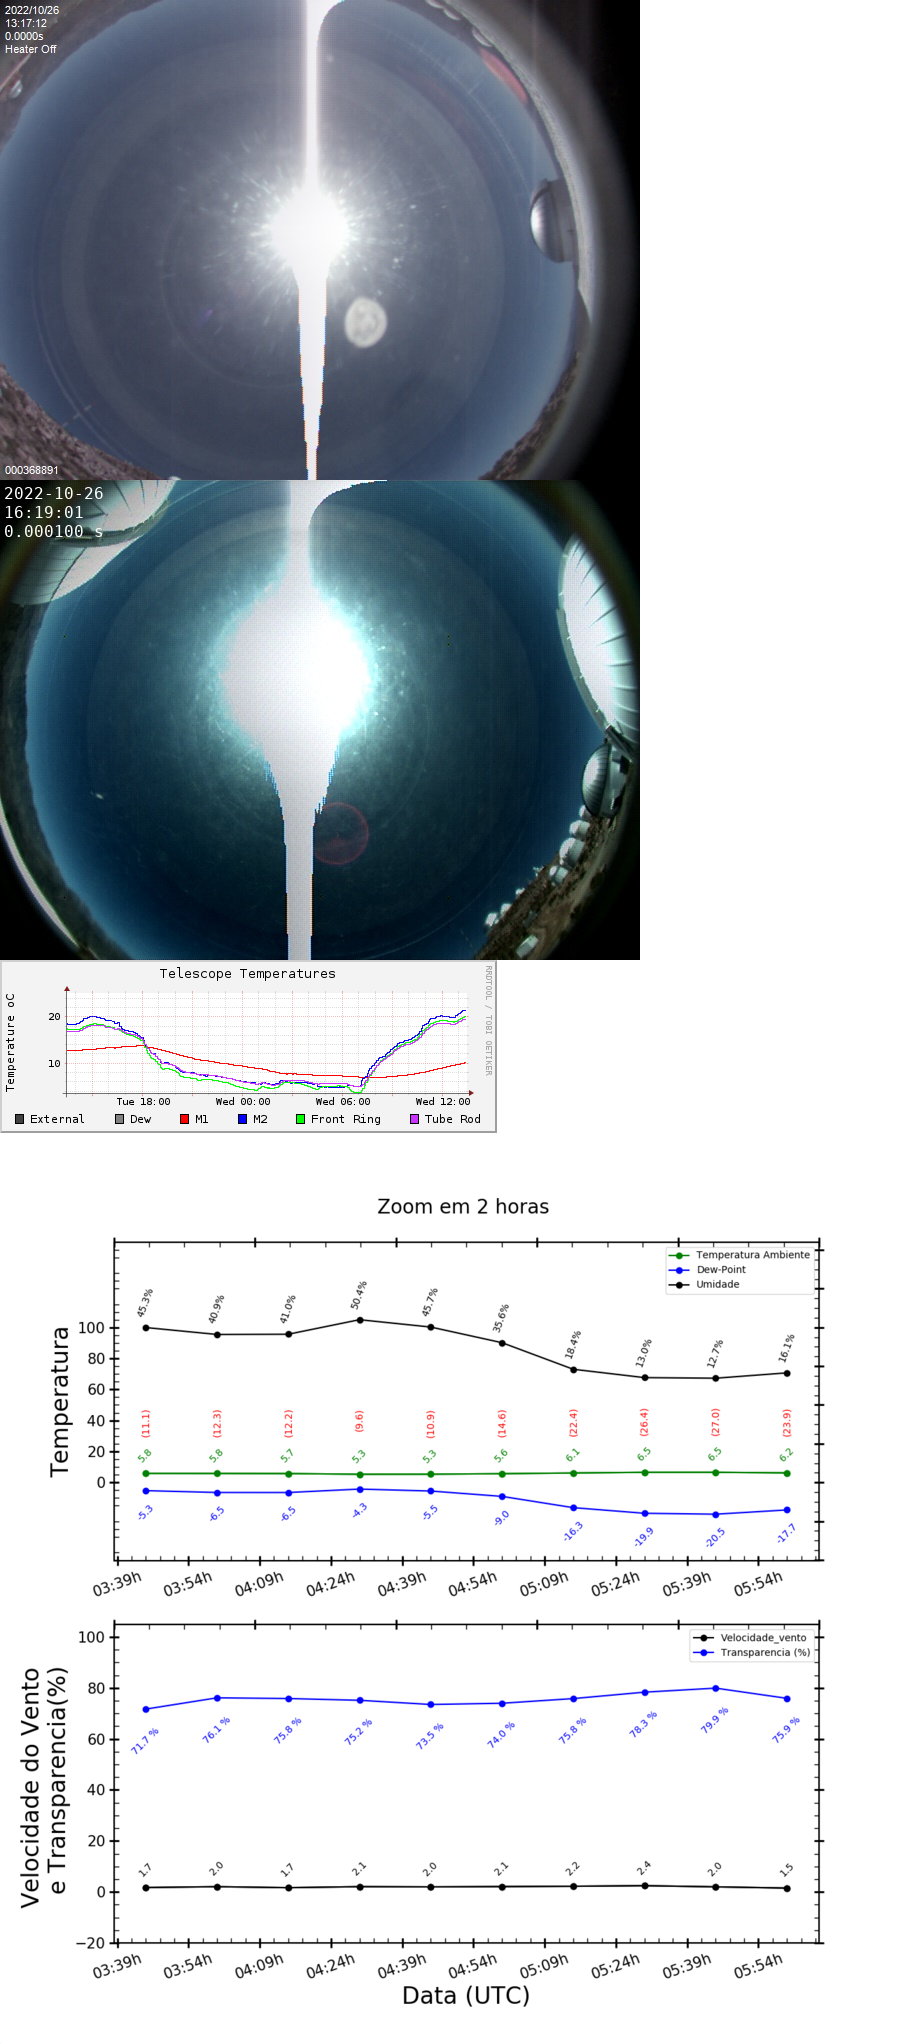 2022/10/26
13:17:12
0.0000s
Heater Off
000368891
2022-10-26
16:19:01
0.000100 s
Telescope Temperatures
Temperature oC
20
10
Tue 18:00 Wed 00:00 Wed 06:00 Wed 12:00
External Dew M1 M2 Front Ring Tube Rod
RRDTOOL / TOBI OETIKER
Zoom em 2 horas
Temperatura
100
80
60
40
20
0
Temperatura Ambiente
Dew-Point
Umidade
45.3% 40.9% 41.0% 50.4% 45.7% 35.6% 18.4% 13.0% 12.7% 16.1%
(11.1) (12.3) (12.2) (9.6) (10.9) (14.6) (22.4) (26.4) (27.0) (23.9)
5.8 5.8 5.7 5.3 5.3 5.6 6.1 6.5 6.5 6.2
-5.3 -6.5 -6.5 -4.3 -5.5 -9.0 -16.3 -19.9 -20.5 -17.7
03:39h 03:54h 04:09h 04:24h 04:39h 04:54h 05:09h 05:24h 05:39h 05:54h
Velocidade do Vento
e Transparencia(%)
100
80
60
40
20
0
−20
Velocidade_vento
Transparencia (%)
71.7 % 76.1 % 75.8 % 75.2 % 73.5 % 74.0 % 75.8 % 78.3 % 79.9 % 75.9 %
1.7 2.0 1.7 2.1 2.0 2.1 2.2 2.4 2.0 1.5
03:39h 03:54h 04:09h 04:24h 04:39h 04:54h 05:09h 05:24h 05:39h 05:54h
Data (UTC)